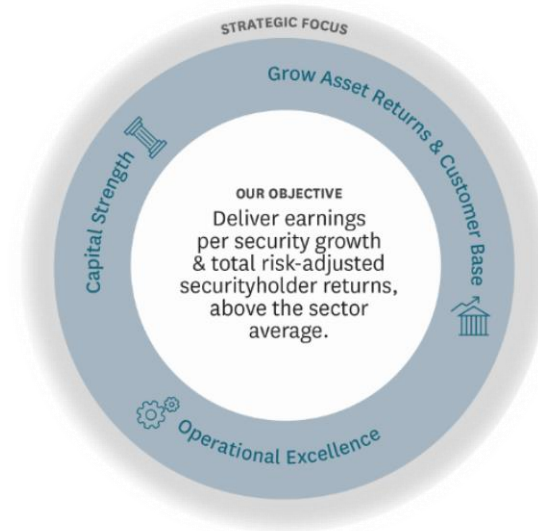 STRATEGIC FOCUS
Grow Asset Returns & Customer Base
Capital Strength
OUR OBJECTIVE
Deliver earnings
per security growth
& total risk-adjusted
securityholder returns,
above the sector
average.
Operational Excellence